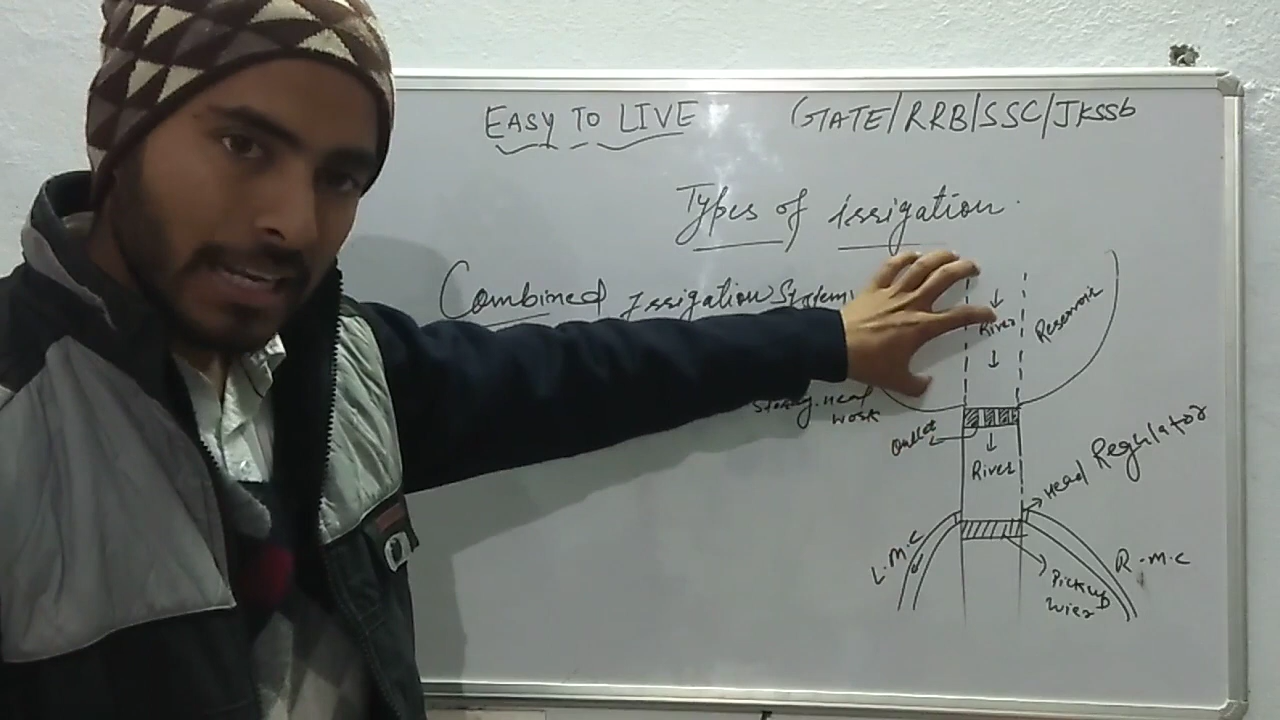 EASY TO LIVE GTATE/RRB/SSC/JKSSb
Types of irrigation.
Combined Irrigation System
River
Reservoir
Storage Head
work
Outlet
River
Head Regulator
L.M.C
R.M.C
Pickup
wier